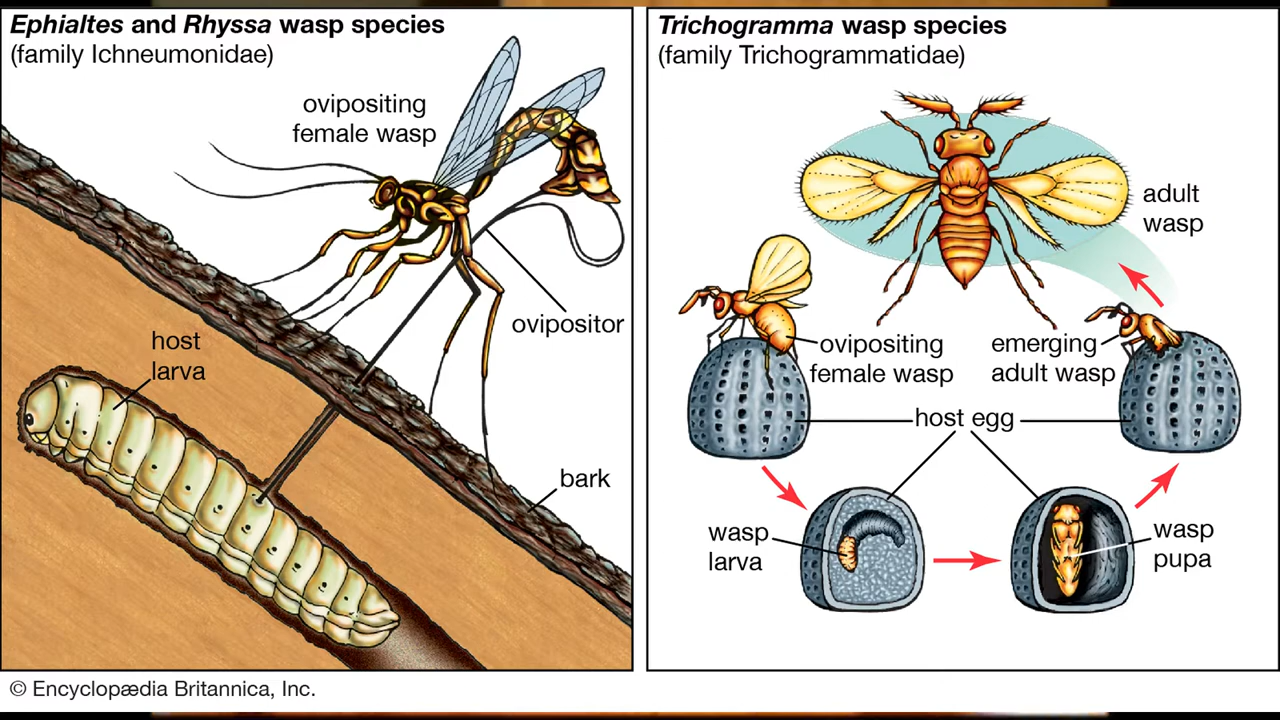 Ephialtes and Rhyssa wasp species
(family Ichneumonidae)
ovipositing
female wasp
ovipositor
host
larva
bark
Trichogramma wasp species
(family Trichogrammatidae)
adult
wasp
ovipositing
female wasp
emerging
adult wasp
host egg
wasp
larva
wasp
pupa
© Encyclopædia Britannica, Inc.